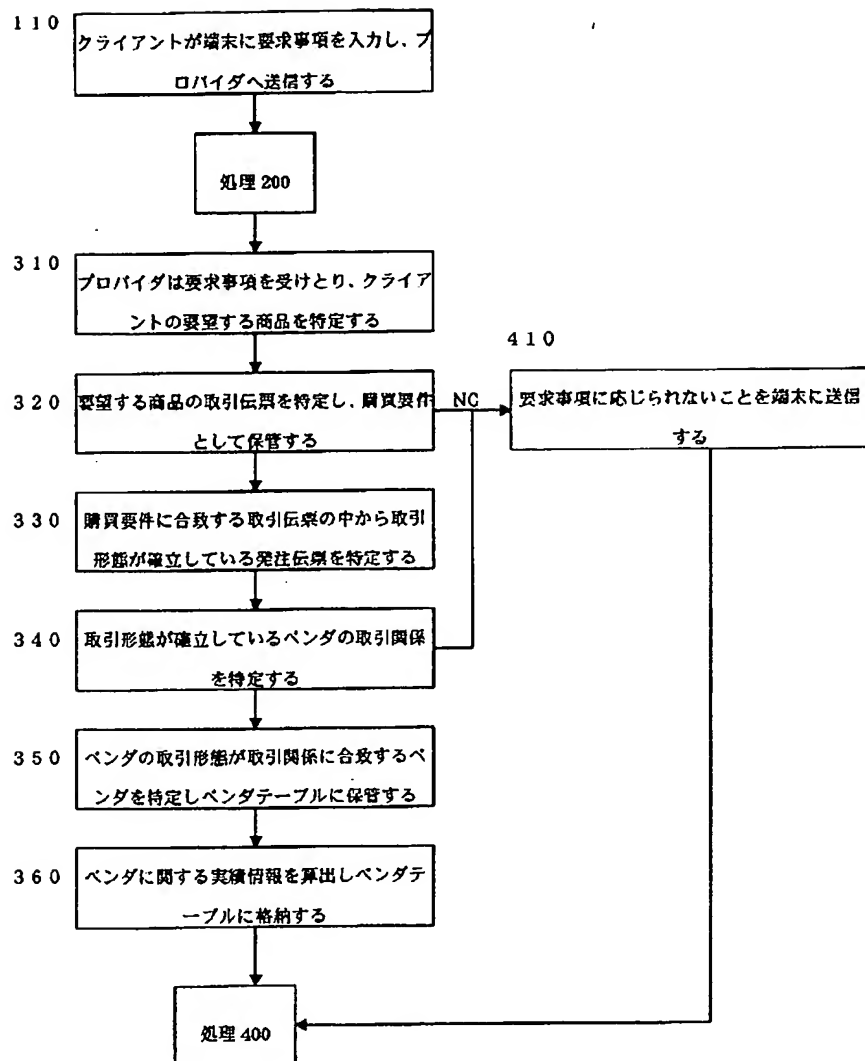 110
クライアントが端末に要求事項を入力し、プ
ロバイダへ送信する
処理200
310
プロバイダは要求事項を受けとり、クライア
ントの要望する商品を特定する
410
320
要望する商品の取引伝票を特定し、購買要件
として保管する
NG
要求事項に応じられないことを端末に送信
する
330
購買要件に合致する取引伝票の中から取引
形態が確立している発注伝票を特定する
340
取引形態が確立しているベンダの取引関係
を特定する
350
ベンダの取引形態が取引関係に合致するベ
ンダを特定しベンダテーブルに保管する
360
ベンダに関する実績情報を算出しベンダテ
ーブルに格納する
処理400